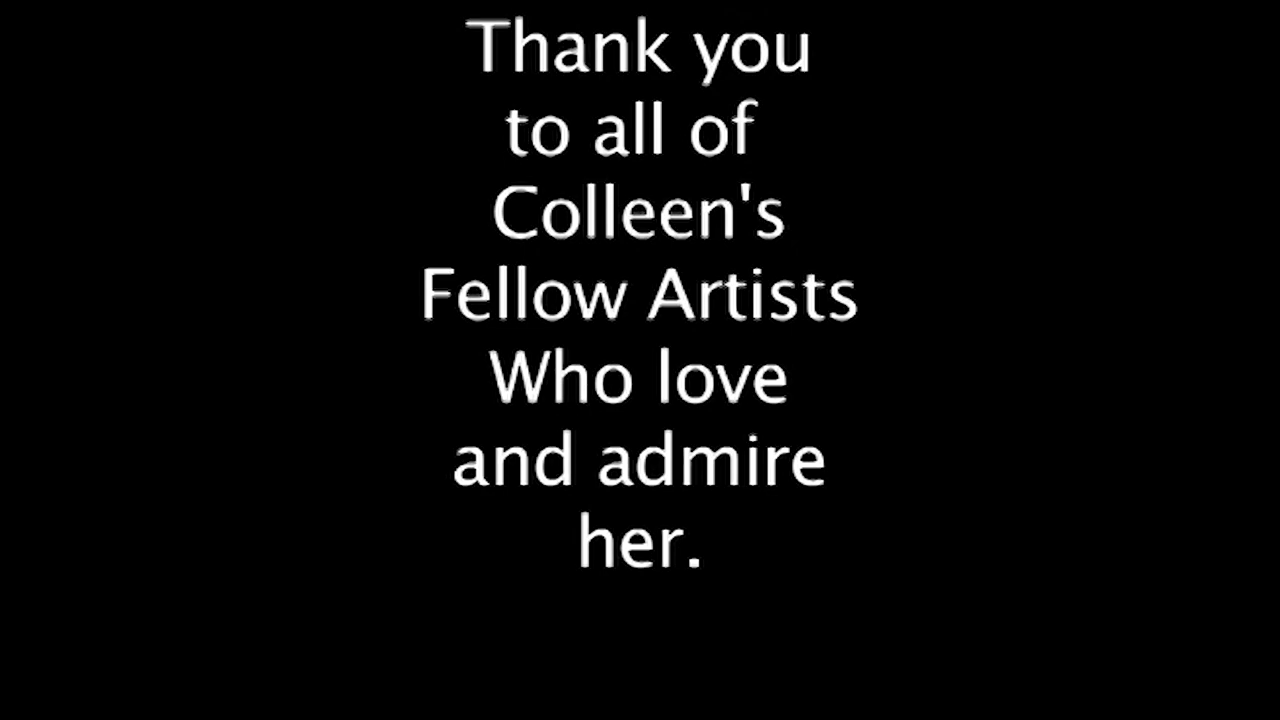 Thank you
to all of
Colleen's
Fellow Artists
Who love
and admire
her.